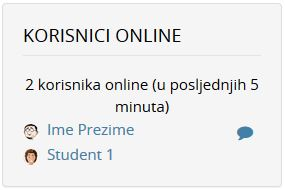 KORISNICI ONLINE
2 korisnika online (u posljednjih 5
minuta)
Ime Prezime
Student 1